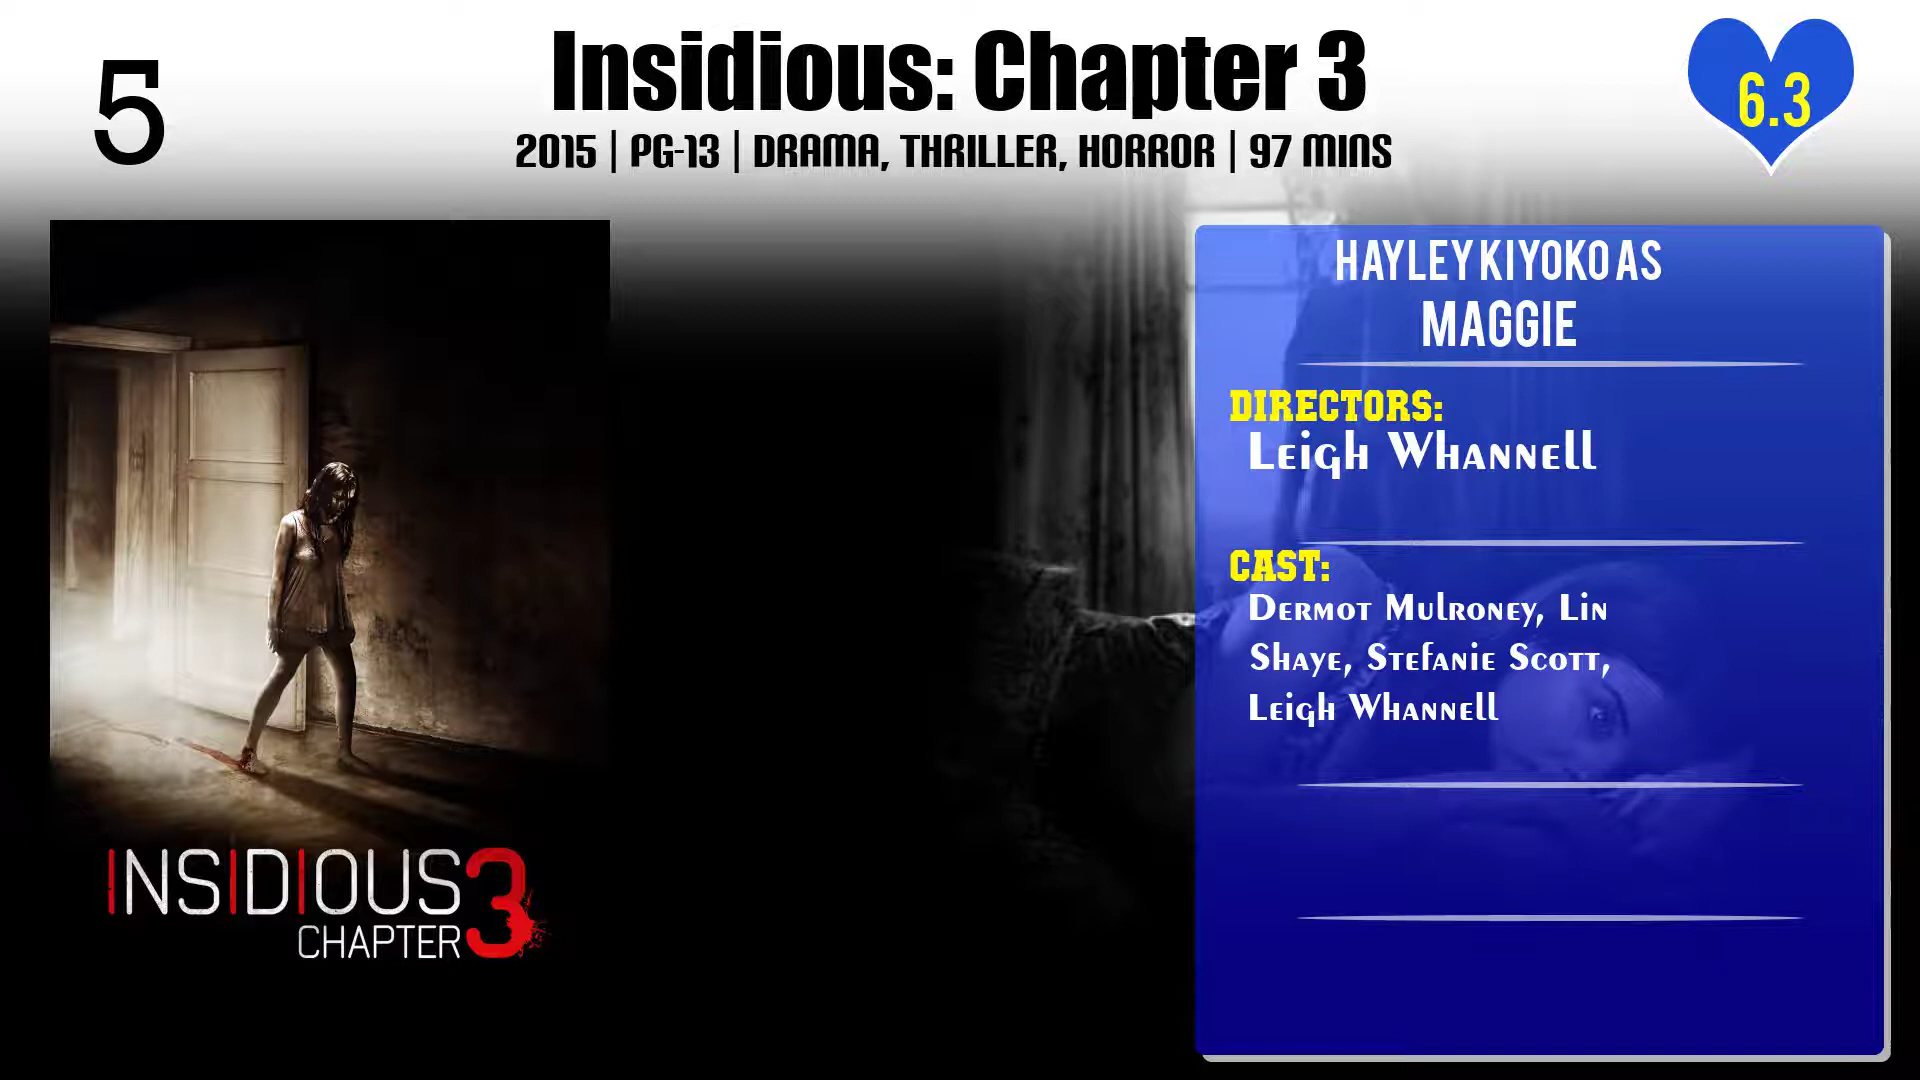 5
Insidious: Chapter 3
2015 | PG-13 | DRAMA, THRILLER, HORROR | 97 MINS
6.3
HAYLEY KIYOKO AS
MAGGIE
DIRECTORS:
Leigh Whannell
CAST:
Dermot Mulroney, Lin
Shaye, Stefanie Scott,
Leigh Whannell
INSIDIOUS
CHAPTER 3